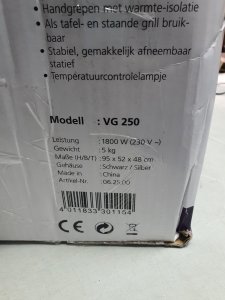 • Handgrepen met warmte-isolatie
• Als tafel- en staande grill bruik-
baar
• Stabiel, gemakkelijk afneembaar
statief
• Temperatuurcontrolelampje
Modell : VG 250
Leistung : 1800 W (230 V ~)
Gewicht : 5 kg
Maße (H/B/T) : 95 x 52 x 48 cm
Gehäuse : Schwarz / Silber
Made in : China
Artikel-Nr. : 06.25.00
4 011833 301154
CE